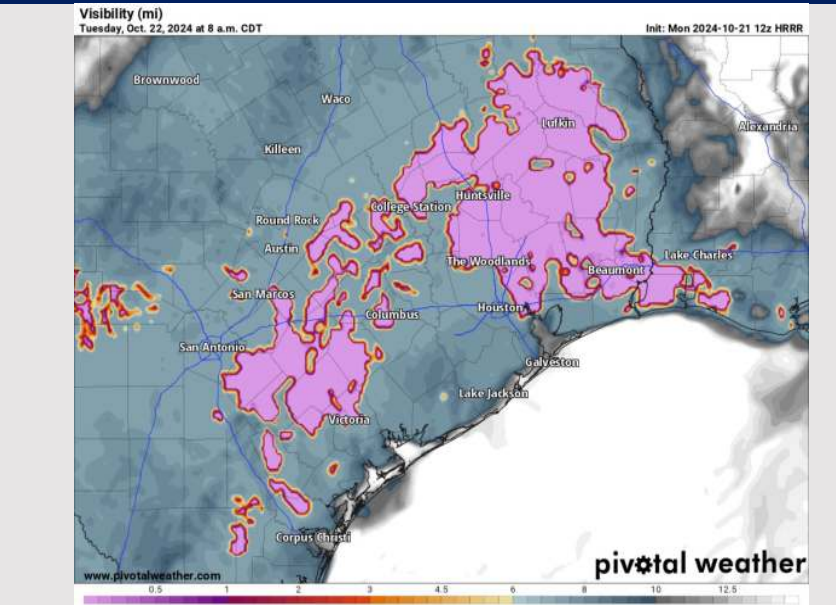 Visibility (mi)
Tuesday, Oct. 22, 2024 at 8 a.m. CDT
Init: Mon 2024-10-21 12z HRRR
Brownwood
Waco
Lufkin
Alexandria
Killeen
Huntsville
College Station
Round Rock
Austin
The Woodlands
Lake Charles
Beaumont
San Marcos
Houston
Columbus
San Antonio
Galveston
Lake Jackson
Victoria
Corpus Christi
pivotal weather
www.pivotalweather.com
0.5 1 2 3 4.5 6 8 10 12.5